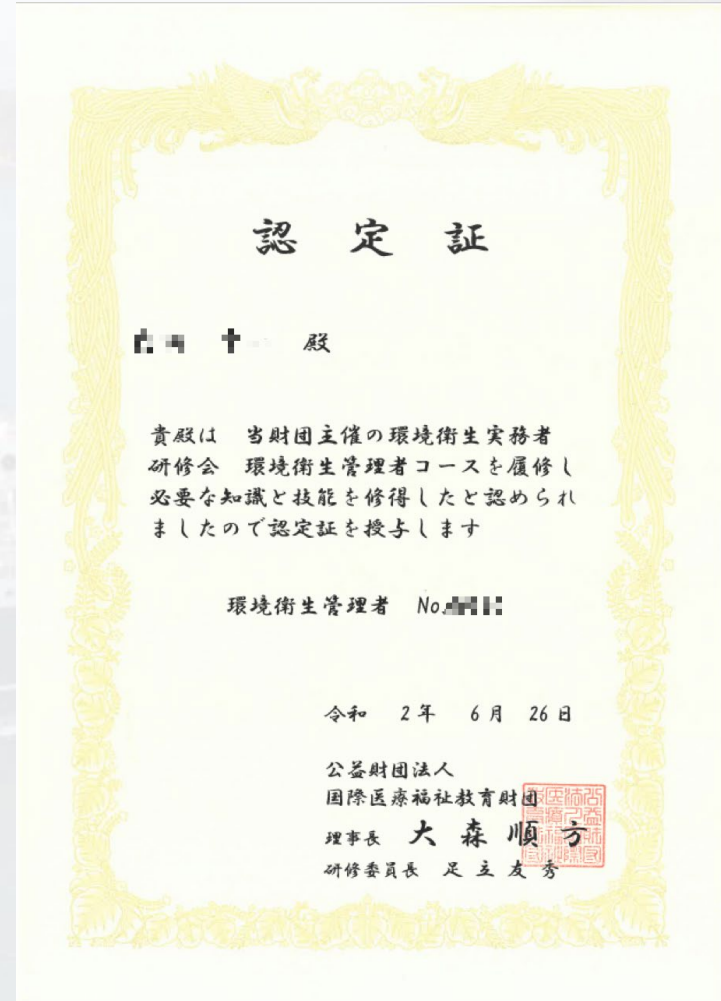 認定証
殿
貴殿は　当財団主催の環境衛生実務者
研修会　環境衛生管理者コースを履修し
必要な知識と技能を修得したと認められ
ましたので認定証を授与します
環境衛生管理者　No.
令和　2年　6月　26日
公益財団法人
国際医療福祉教育財団
理事長　大森順方
研修委員長　足立友秀